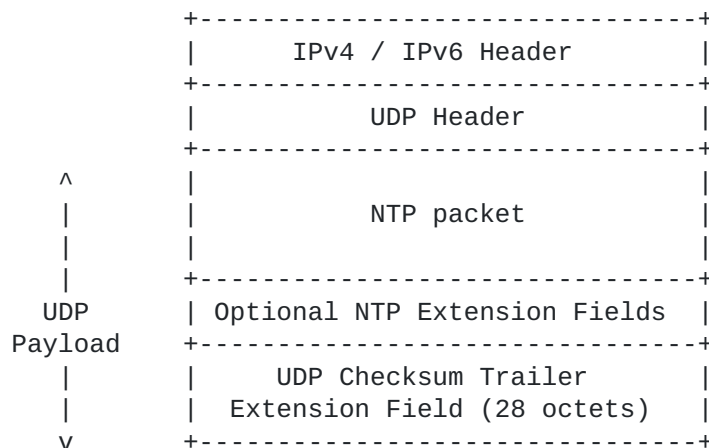 IPv4 / IPv6 Header
UDP Header
NTP packet
UDP
Payload
Optional NTP Extension Fields
UDP Checksum Trailer
Extension Field (28 octets)